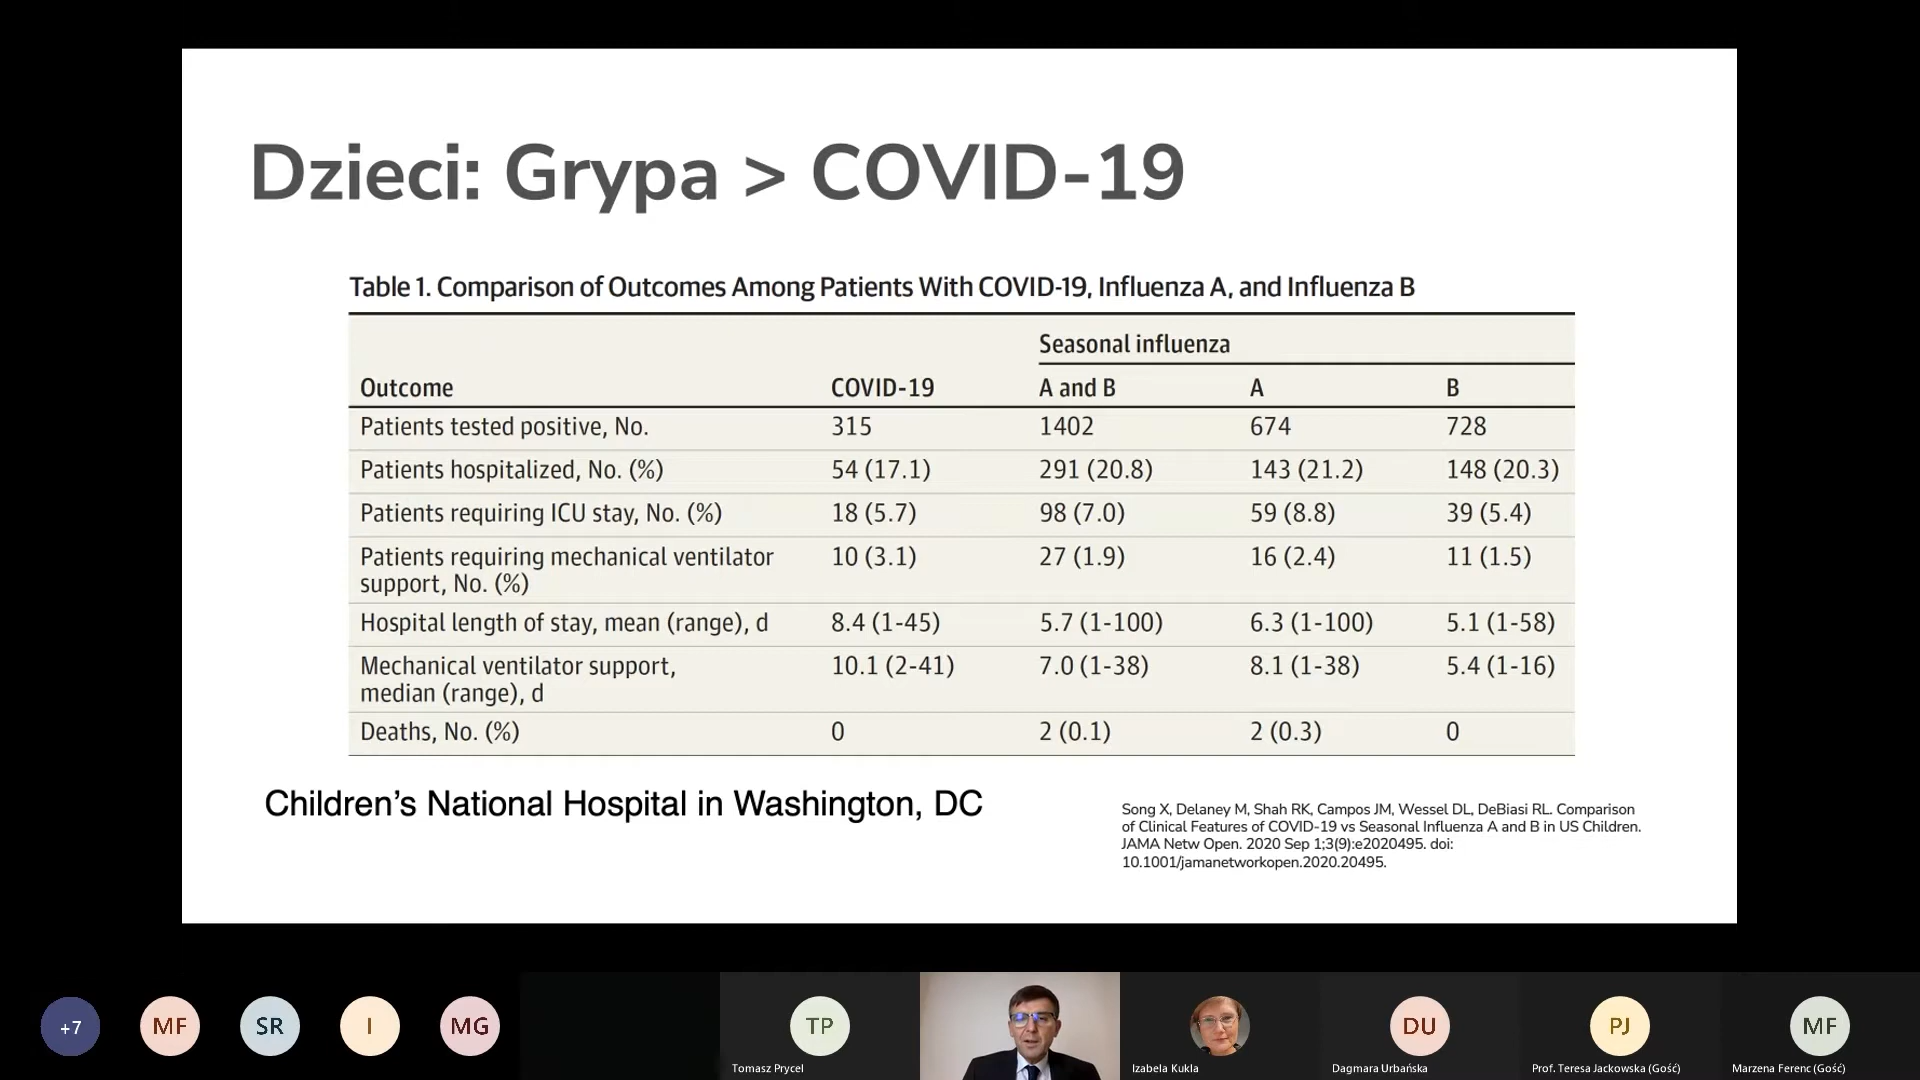 Dzieci: Grypa > COVID-19
Table 1. Comparison of Outcomes Among Patients With COVID-19, Influenza A, and Influenza B
Seasonal influenza
Outcome COVID-19 A and B A B
Patients tested positive, No. 315 1402 674 728
Patients hospitalized, No. (%) 54 (17.1) 291 (20.8) 143 (21.2) 148 (20.3)
Patients requiring ICU stay, No. (%) 18 (5.7) 98 (7.0) 59 (8.8) 39 (5.4)
Patients requiring mechanical ventilator 10 (3.1) 27 (1.9) 16 (2.4) 11 (1.5)
support, No. (%)
Hospital length of stay, mean (range), d 8.4 (1-45) 5.7 (1-100) 6.3 (1-100) 5.1 (1-58)
Mechanical ventilator support, 10.1 (2-41) 7.0 (1-38) 8.1 (1-38) 5.4 (1-16)
median (range), d
Deaths, No. (%) 0 2 (0.1) 2 (0.3) 0
Children's National Hospital in Washington, DC
Song X, Delaney M, Shah RK, Campos JM, Wessel DL, DeBiasi RL. Comparison
of Clinical Features of COVID-19 vs Seasonal Influenza A and B in US Children.
JAMA Netw Open. 2020 Sep 1;3(9):e2020495. doi:
10.1001/jamanetworkopen.2020.20495.
+7 MF SR I MG TP DU PJ MF
Tomasz Prycel Izabela Kukla Dagmara Urbańska Prof. Teresa Jackowska (Gość) Marzena Ferenc (Gość)